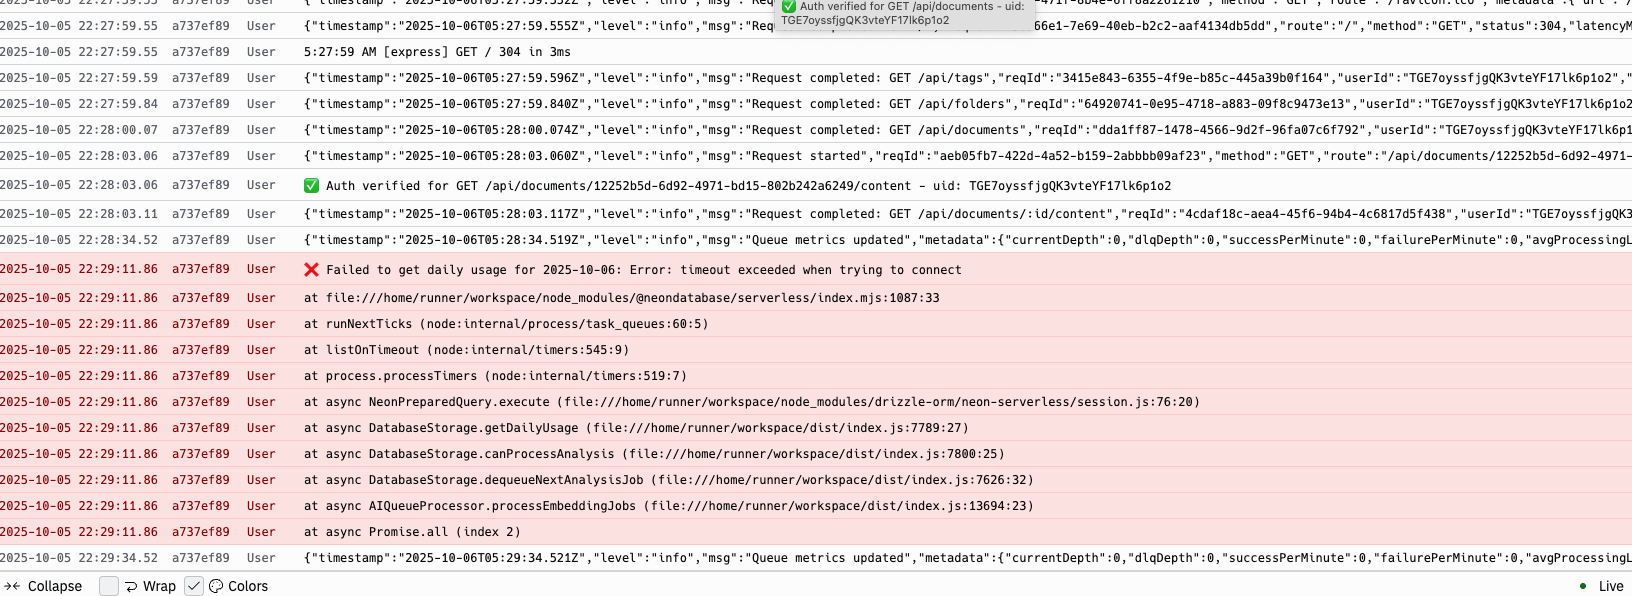 ✅ Auth verified for GET /api/documents - uid:
TGE7oyssfjgQK3vteYF17lk6p1o2
2025-10-05 22:27:59.55 a737ef89 User {"timestamp":"2025-10-06T05:27:59.555Z","level":"info","msg":"Req 66e1-7e69-40eb-b2c2-aaf4134db5dd","route":"/","method":"GET","status":304,"latencyM
2025-10-05 22:27:59.55 a737ef89 User 5:27:59 AM [express] GET / 304 in 3ms
2025-10-05 22:27:59.59 a737ef89 User {"timestamp":"2025-10-06T05:27:59.596Z","level":"info","msg":"Request completed: GET /api/tags","reqId":"3415e843-6355-4f9e-b85c-445a39b0f164","userId":"TGE7oyssfjgQK3vteYF17lk6p1o2","
2025-10-05 22:27:59.84 a737ef89 User {"timestamp":"2025-10-06T05:27:59.840Z","level":"info","msg":"Request completed: GET /api/folders","reqId":"64920741-0e95-4718-a883-09f8c9473e13","userId":"TGE7oyssfjgQK3vteYF17lk6p1o2
2025-10-05 22:28:00.07 a737ef89 User {"timestamp":"2025-10-06T05:28:00.074Z","level":"info","msg":"Request completed: GET /api/documents","reqId":"dda1ff87-1478-4566-9d2f-96fa07c6f792","userId":"TGE7oyssfjgQK3vteYF17lk6p1
2025-10-05 22:28:03.06 a737ef89 User {"timestamp":"2025-10-06T05:28:03.060Z","level":"info","msg":"Request started","reqId":"aeb05fb7-422d-4a52-b159-2abbbb09af23","method":"GET","route":"/api/documents/12252b5d-6d92-4971-
2025-10-05 22:28:03.06 a737ef89 User ✅ Auth verified for GET /api/documents/12252b5d-6d92-4971-bd15-802b242a6249/content - uid: TGE7oyssfjgQK3vteYF17lk6p1o2
2025-10-05 22:28:03.11 a737ef89 User {"timestamp":"2025-10-06T05:28:03.117Z","level":"info","msg":"Request completed: GET /api/documents/:id/content","reqId":"4cdaf18c-aea4-45f6-94b4-4c6817d5f438","userId":"TGE7oyssfjgQK3
2025-10-05 22:28:34.52 a737ef89 User {"timestamp":"2025-10-06T05:28:34.519Z","level":"info","msg":"Queue metrics updated","metadata":{"currentDepth":0,"dlqDepth":0,"successPerMinute":0,"failurePerMinute":0,"avgProcessingL
2025-10-05 22:29:11.86 a737ef89 User ❌ Failed to get daily usage for 2025-10-06: Error: timeout exceeded when trying to connect
2025-10-05 22:29:11.86 a737ef89 User at file:///home/runner/workspace/node_modules/@neondatabase/serverless/index.mjs:1087:33
2025-10-05 22:29:11.86 a737ef89 User at runNextTicks (node:internal/process/task_queues:60:5)
2025-10-05 22:29:11.86 a737ef89 User at listOnTimeout (node:internal/timers:545:9)
2025-10-05 22:29:11.86 a737ef89 User at process.processTimers (node:internal/timers:519:7)
2025-10-05 22:29:11.86 a737ef89 User at async NeonPreparedQuery.execute (file:///home/runner/workspace/node_modules/drizzle-orm/neon-serverless/session.js:76:20)
2025-10-05 22:29:11.86 a737ef89 User at async DatabaseStorage.getDailyUsage (file:///home/runner/workspace/dist/index.js:7789:27)
2025-10-05 22:29:11.86 a737ef89 User at async DatabaseStorage.canProcessAnalysis (file:///home/runner/workspace/dist/index.js:7800:25)
2025-10-05 22:29:11.86 a737ef89 User at async DatabaseStorage.dequeueNextAnalysisJob (file:///home/runner/workspace/dist/index.js:7626:32)
2025-10-05 22:29:11.86 a737ef89 User at async AIQueueProcessor.processEmbeddingJobs (file:///home/runner/workspace/dist/index.js:13694:23)
2025-10-05 22:29:11.86 a737ef89 User at async Promise.all (index 2)
2025-10-05 22:29:34.52 a737ef89 User {"timestamp":"2025-10-06T05:29:34.521Z","level":"info","msg":"Queue metrics updated","metadata":{"currentDepth":0,"dlqDepth":0,"successPerMinute":0,"failurePerMinute":0,"avgProcessingL
Collapse Wrap Colors Live